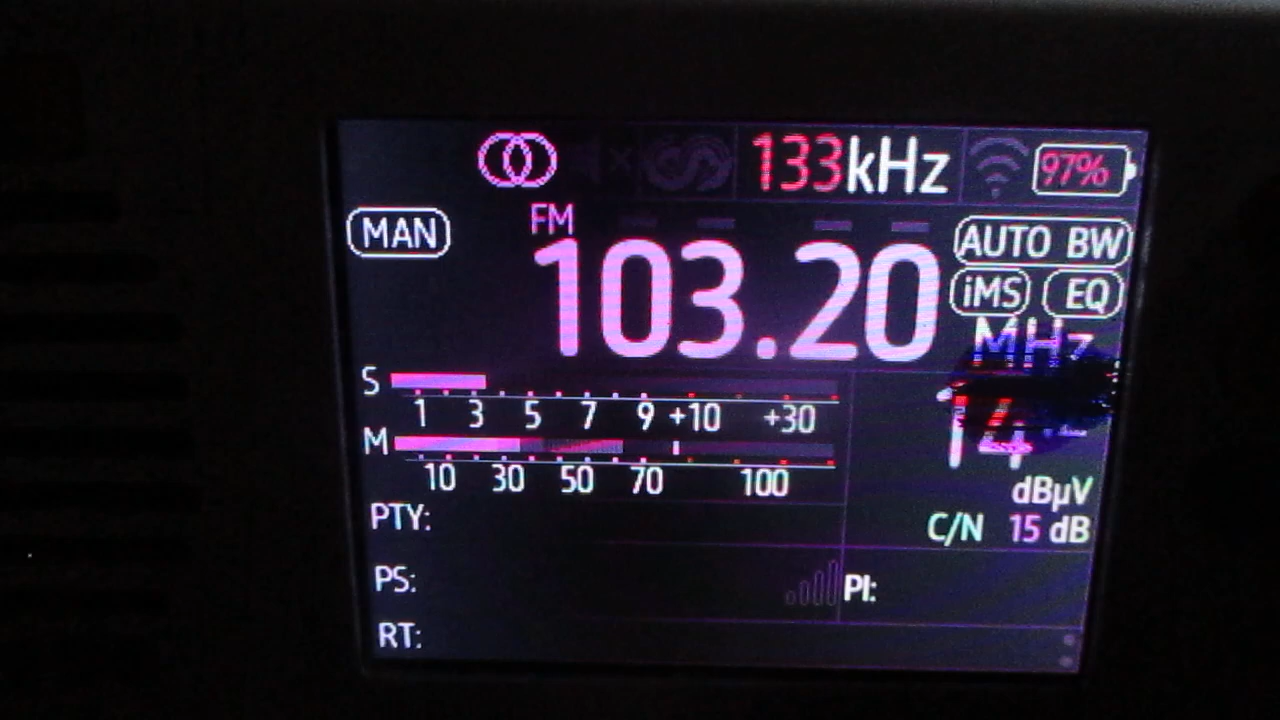 133kHz 97%
FM
MAN AUTO BW
103.20
iMS EQ
MHz
S
1 3 5 7 9 +10 +30
M
10 30 50 70 100
14
dBµV
PTY:
C/N 15 dB
PS: PI:
RT: